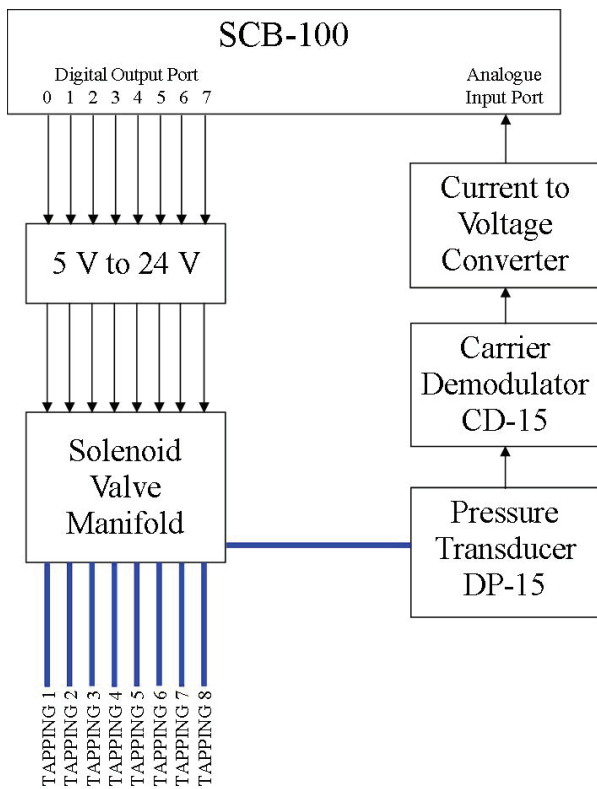 SCB-100
Digital Output Port
0 1 2 3 4 5 6 7
Analogue
Input Port
5 V to 24 V
Solenoid
Valve
Manifold
TAPPING 1
TAPPING 2
TAPPING 3
TAPPING 4
TAPPING 5
TAPPING 6
TAPPING 7
TAPPING 8
Current to
Voltage
Converter
Carrier
Demodulator
CD-15
Pressure
Transducer
DP-15